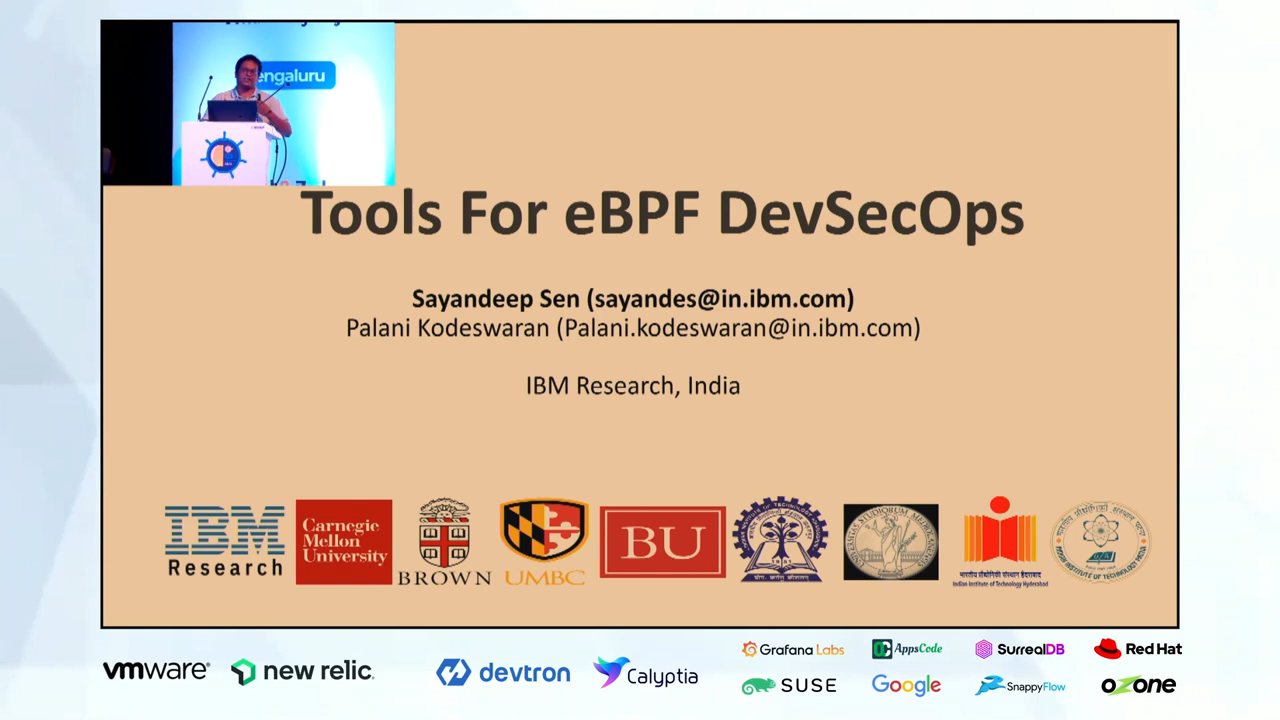 engaluru
Tools For eBPF DevSecOps
Sayandeep Sen (sayandes@in.ibm.com)
Palani Kodeswaran (Palani.kodeswaran@in.ibm.com)
IBM Research, India
IBM
Research
Carnegie
Mellon
University
BROWN
UMBC
BU
भारतीय प्रौद्योगिकी संस्थान हैदराबाद
Indian Institute of Technology Hyderabad
vmware®
new relic.
devtron
Calyptia
Grafana Labs
AppsCode
SurrealDB
Red Hat
SUSE
Google
SnappyFlow
OZONE